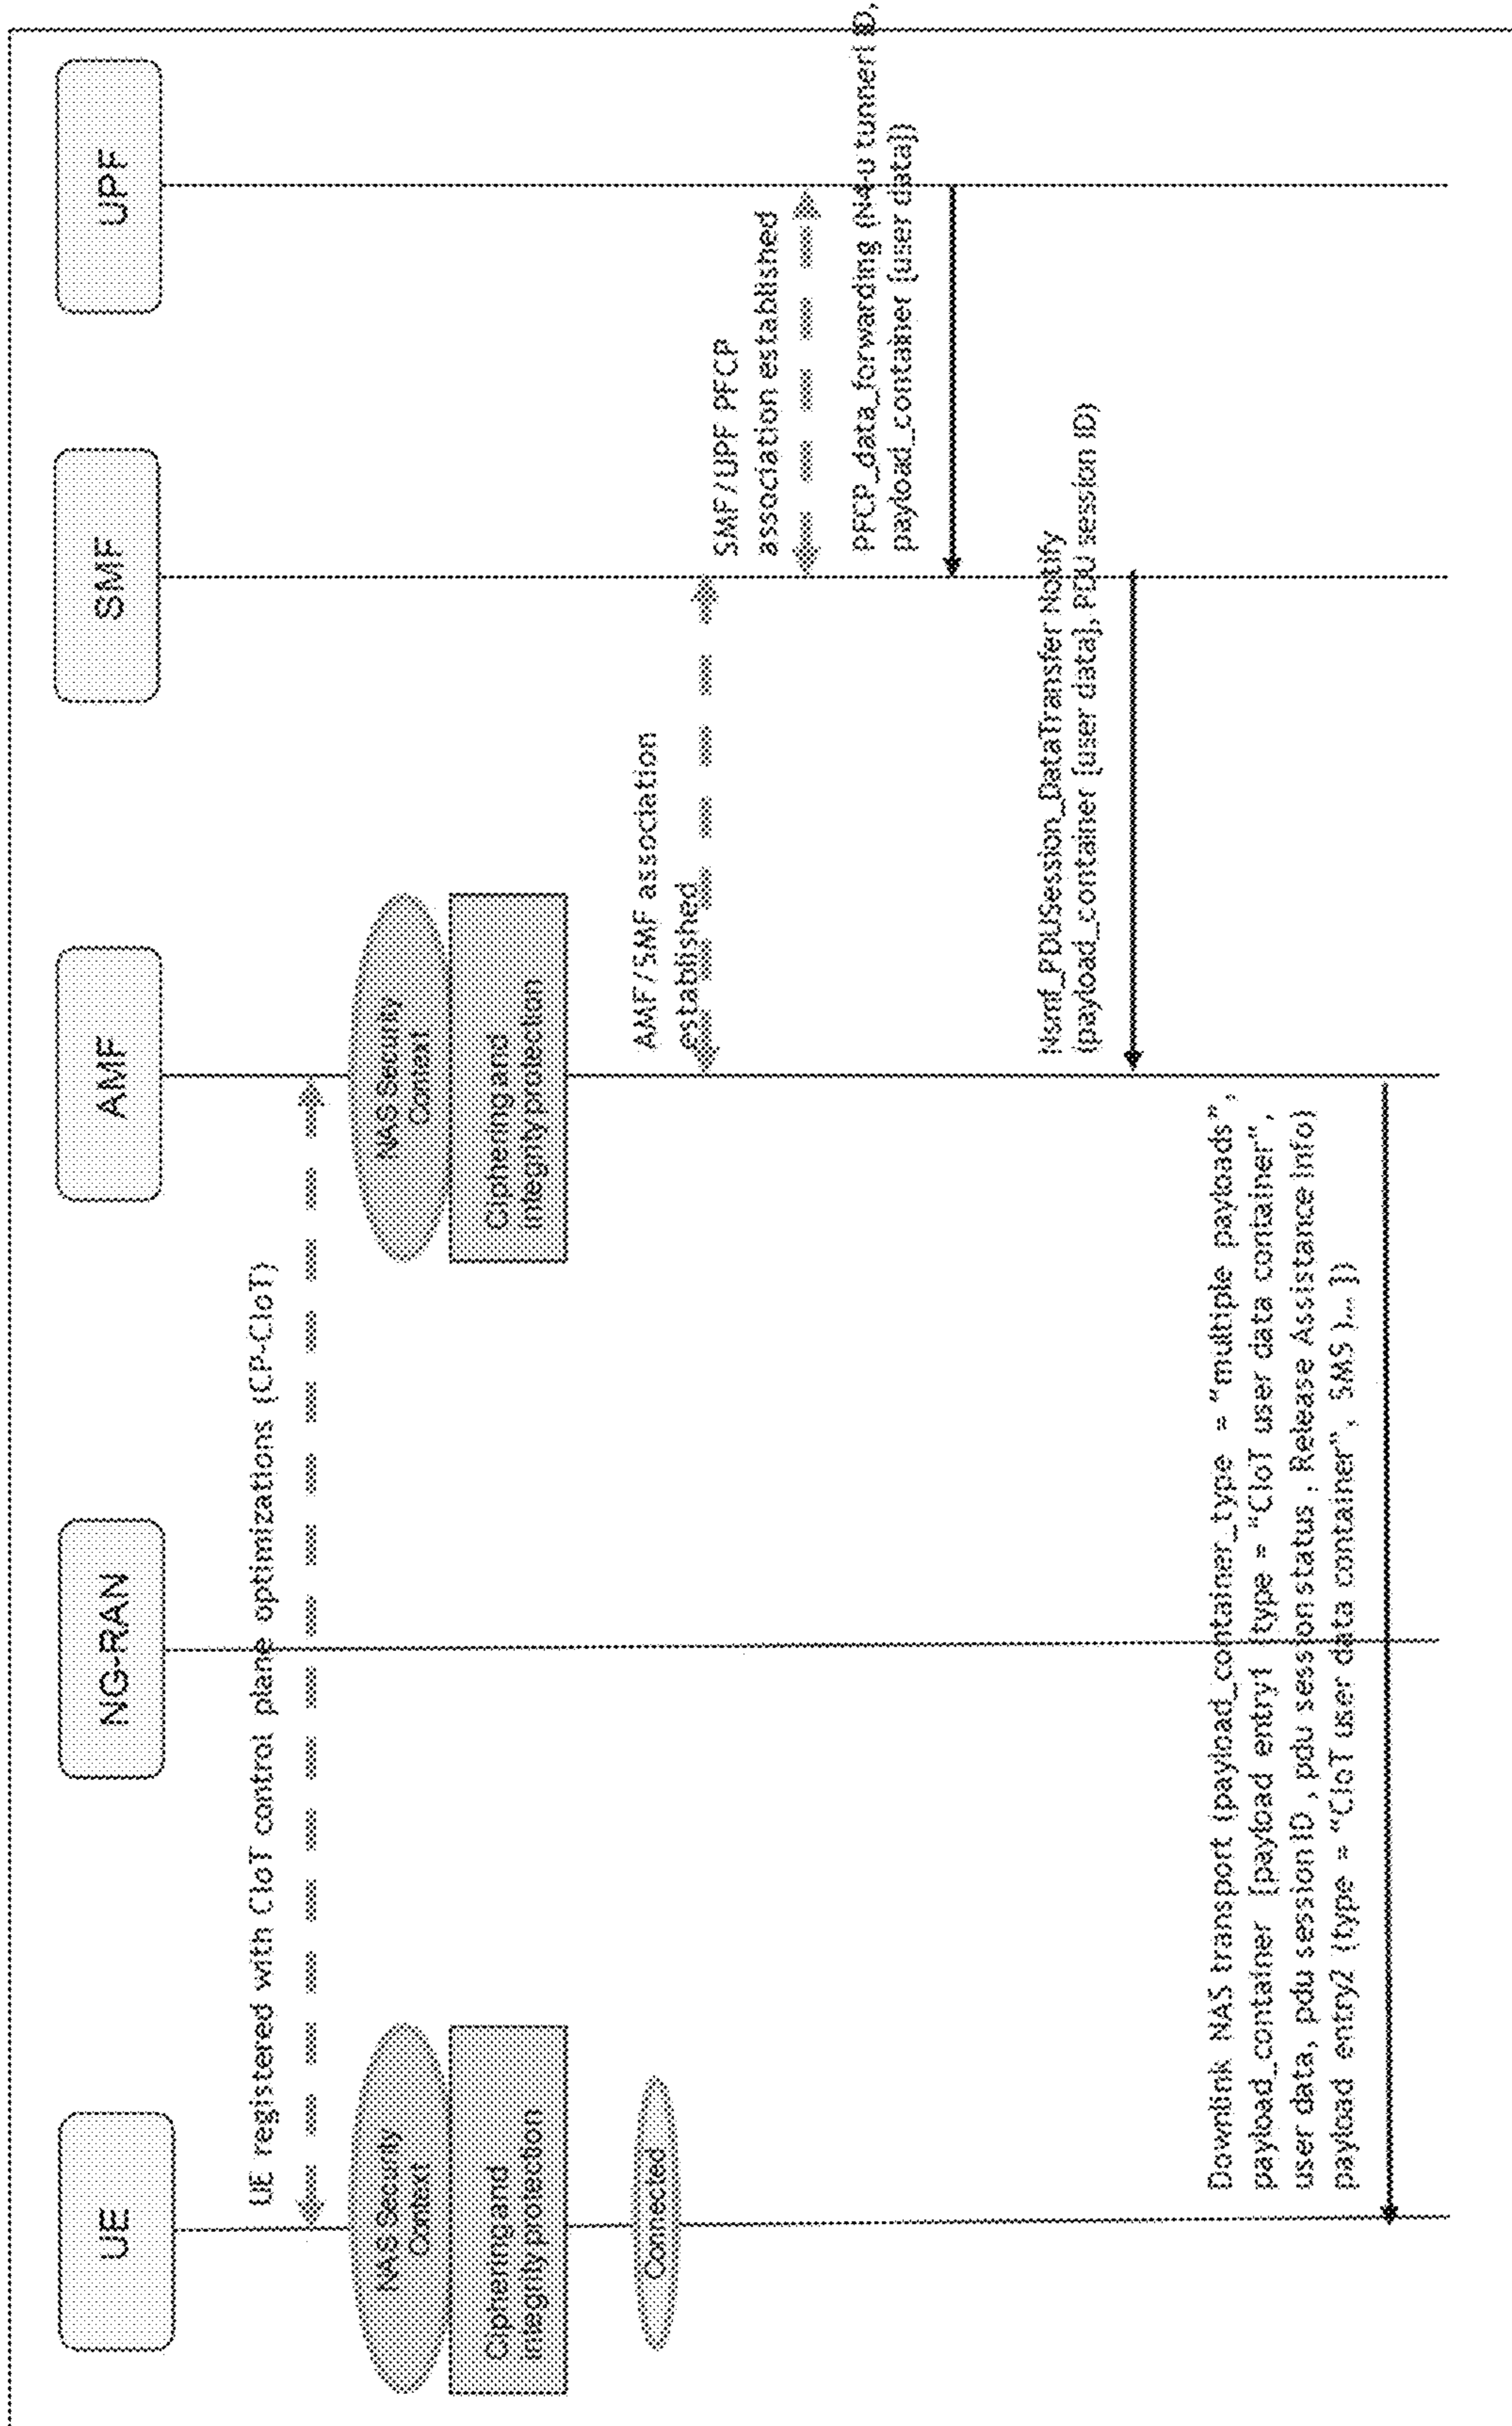 UE
NG-RAN
AMF
SMF
UPF
UE registered with CIoT control plane optimizations (CP-CIoT)
NAS Security
Context
Ciphering and
integrity protection
NAS Security
Context
Ciphering and
integrity protection
Connected
AMF/SMF association
established
SMF/UPF PFCP
association established
PFCP_data_forwarding (N4-u tunnerl ID,
payload_container [user data])
Nsmf_PDUSession_DataTransfer Notify
(payload_container [user data], PDU session ID)
Downlink NAS transport (payload_container_type = "multiple payloads",
payload_container [payload entry1 (type = "CIoT user data container",
user data, pdu session ID, pdu session status, Release Assistance info)
payload entry2 (type = "CIoT user data container", SMS)...])